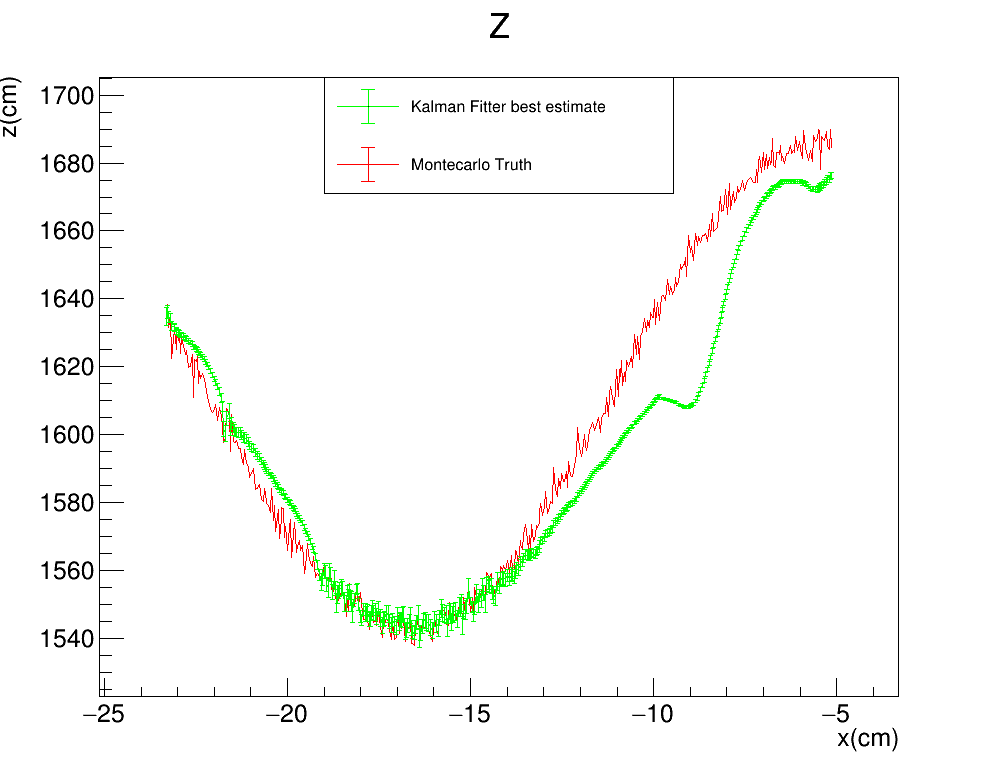 Z
z(cm)
1700
1680
1660
1640
1620
1600
1580
1560
1540
Kalman Fitter best estimate
Montecarlo Truth
−25 −20 −15 −10 −5
x(cm)